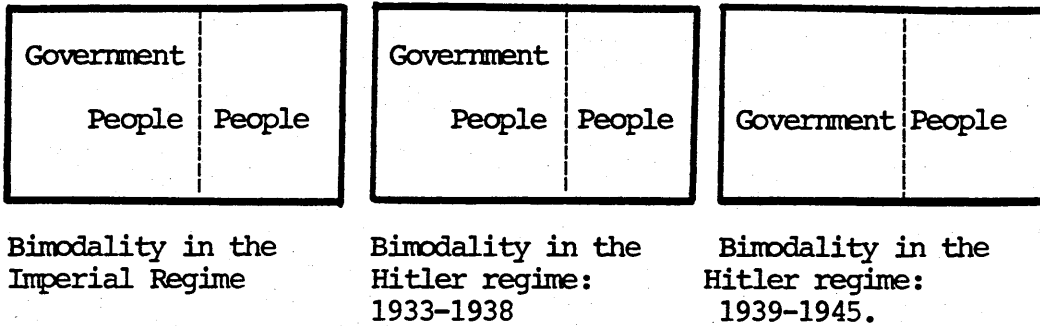 Government
People People
Government
People People
Government People
Bimodality in the
Imperial Regime
Bimodality in the
Hitler regime:
1933-1938
Bimodality in the
Hitler regime:
1939-1945.